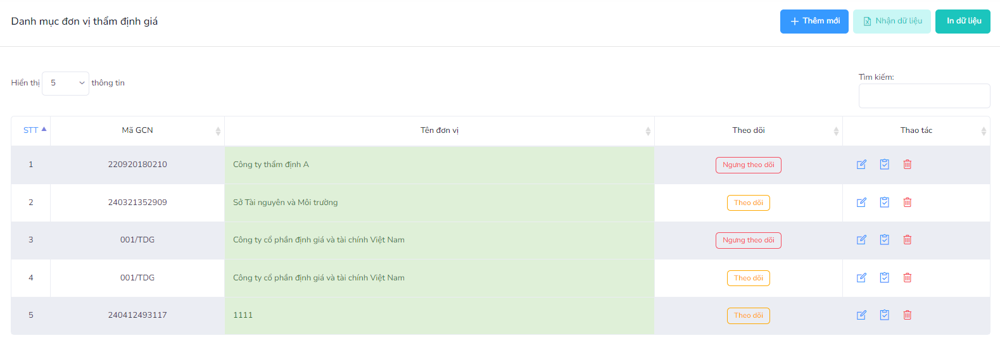 Danh mục đơn vị thẩm định giá
Thêm mới
Nhận dữ liệu
In dữ liệu
Hiển thị 5 thông tin
Tìm kiếm:
STT Mã GCN Tên đơn vị Theo dõi Thao tác
1 220920180210 Công ty thẩm định A Ngưng theo dõi
2 240321352909 Sở Tài nguyên và Môi trường Theo dõi
3 001/TDG Công ty cổ phần định giá và tài chính Việt Nam Ngưng theo dõi
4 001/TDG Công ty cổ phần định giá và tài chính Việt Nam Theo dõi
5 240412493117 1111 Theo dõi